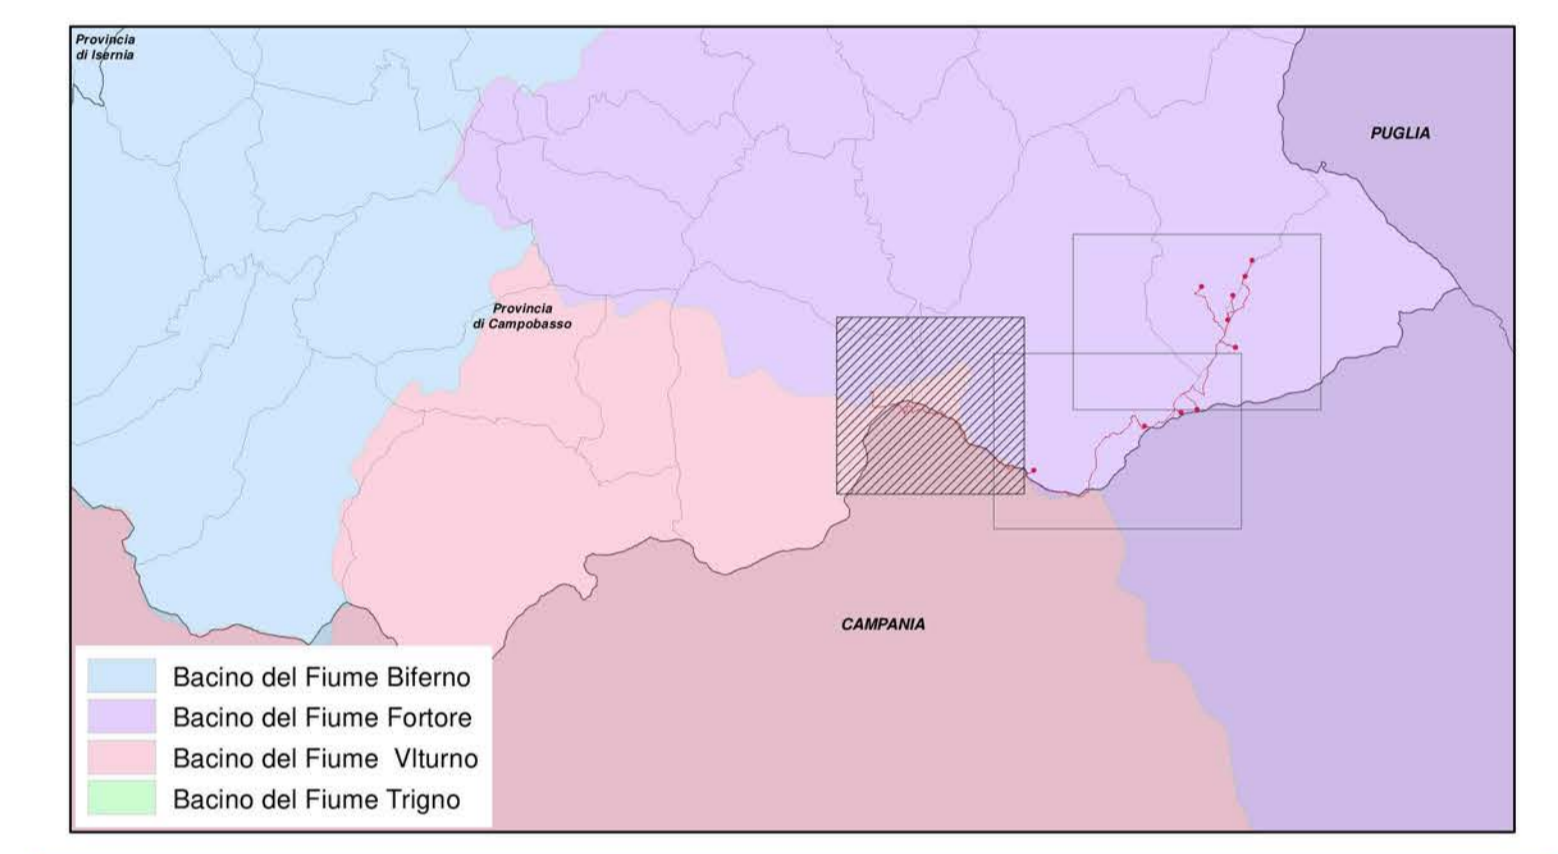 Provincia
di Isernia
PUGLIA
Provincia
di Campobasso
CAMPANIA
Bacino del Fiume Biferno
Bacino del Fiume Fortore
Bacino del Fiume  Vlturno
Bacino del Fiume Trigno